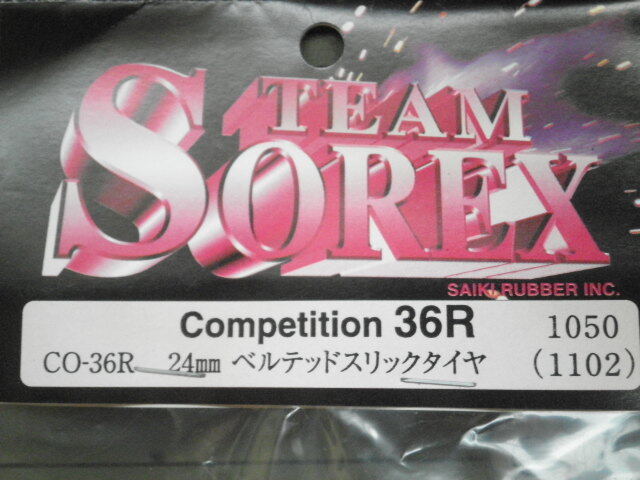 TEAM
SOREX
SAIKI RUBBER INC.
Competition 36R 1050
CO-36R 24mm ベルテッドスリックタイヤ (1102)